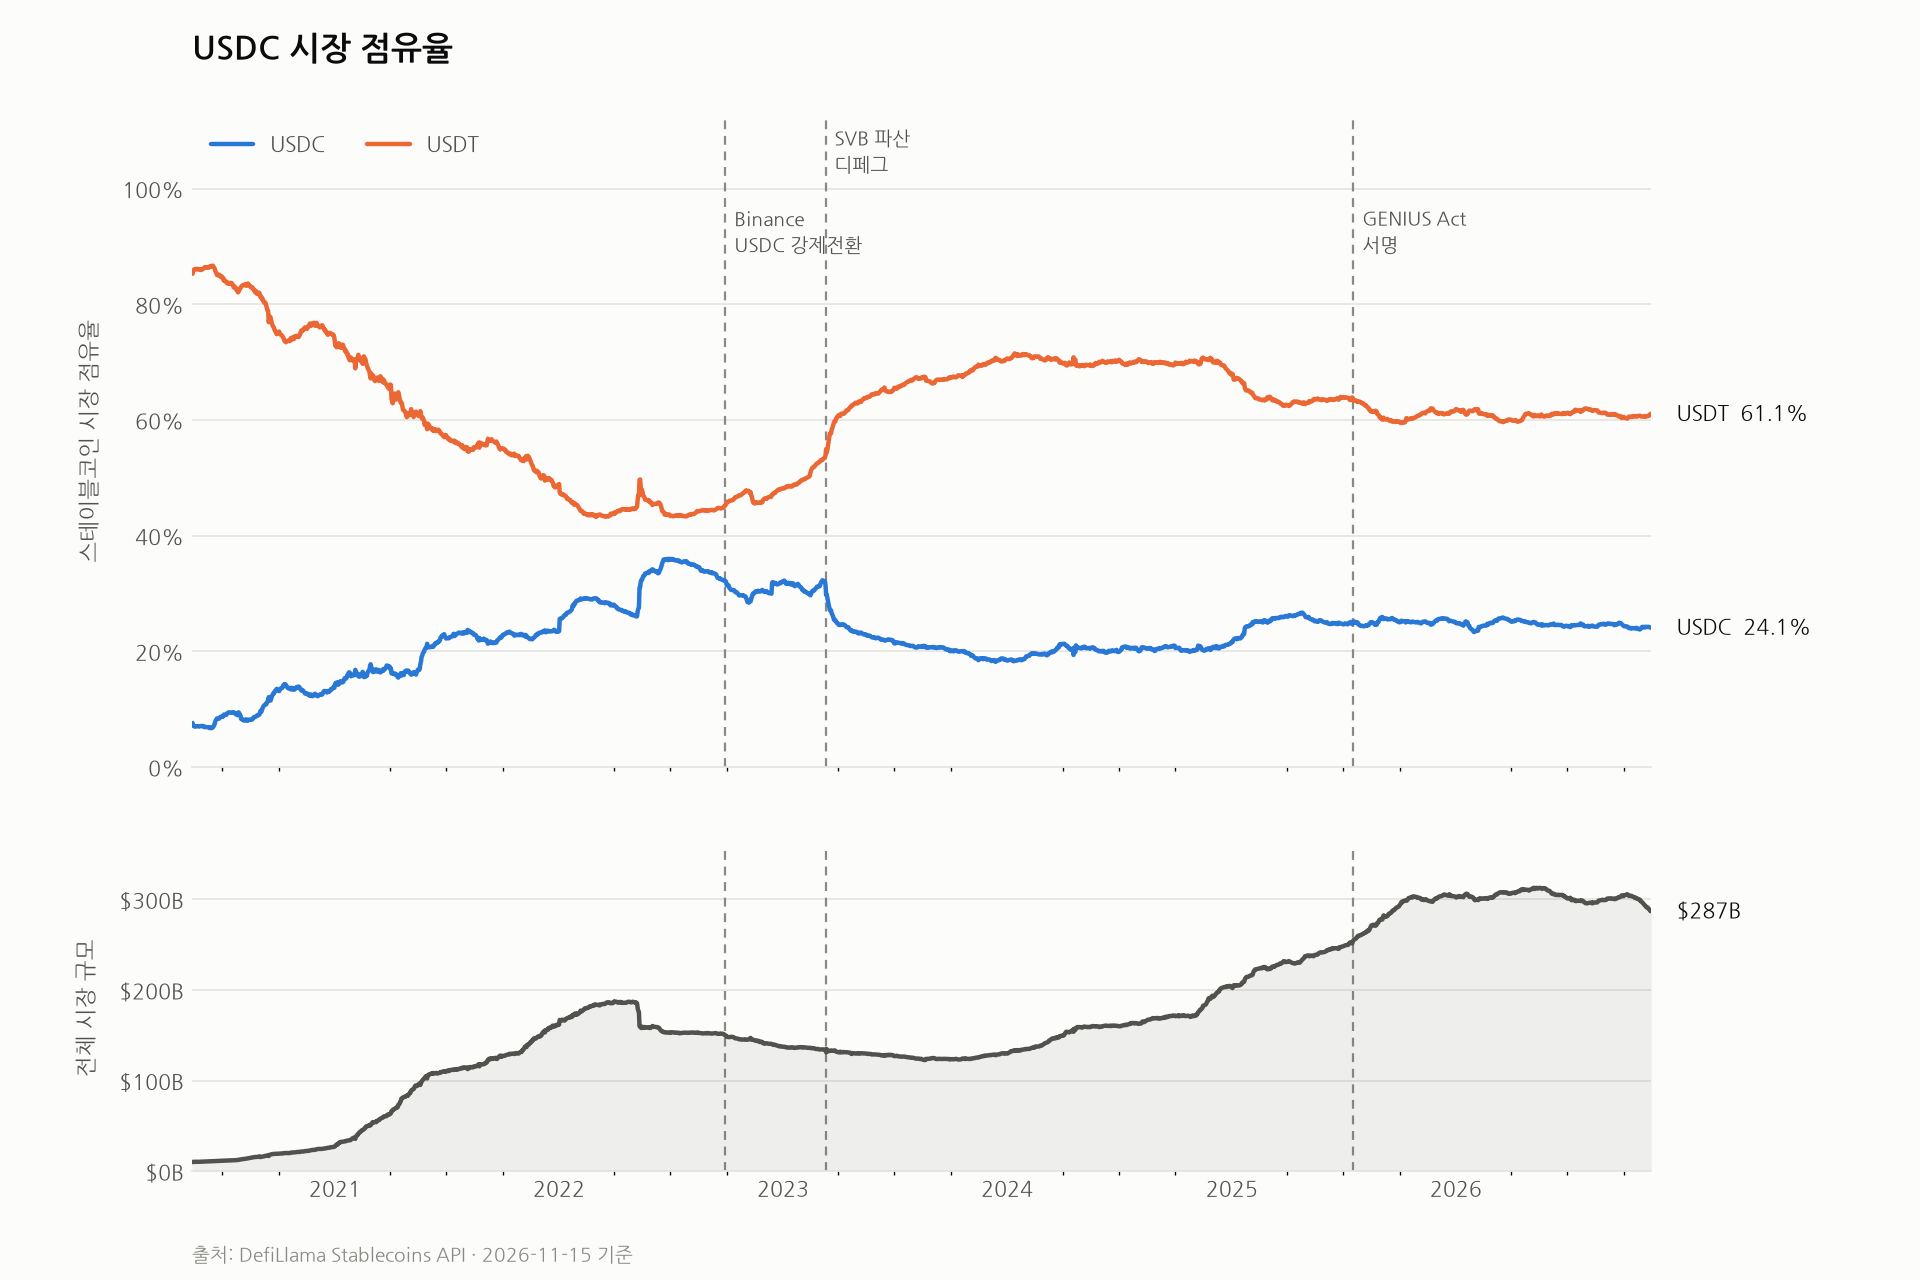 USDC 시장 점유율
USDC
USDT
SVB 파산
디페그
Binance
USDC 강제전환
GENIUS Act
서명
100%
80%
60%
40%
20%
0%
스테이블코인 시장 점유율
USDT 61.1%
USDC 24.1%
$300B
$200B
$100B
$0B
전체 시장 규모
$287B
2021
2022
2023
2024
2025
2026
출처: DefiLlama Stablecoins API · 2026-11-15 기준